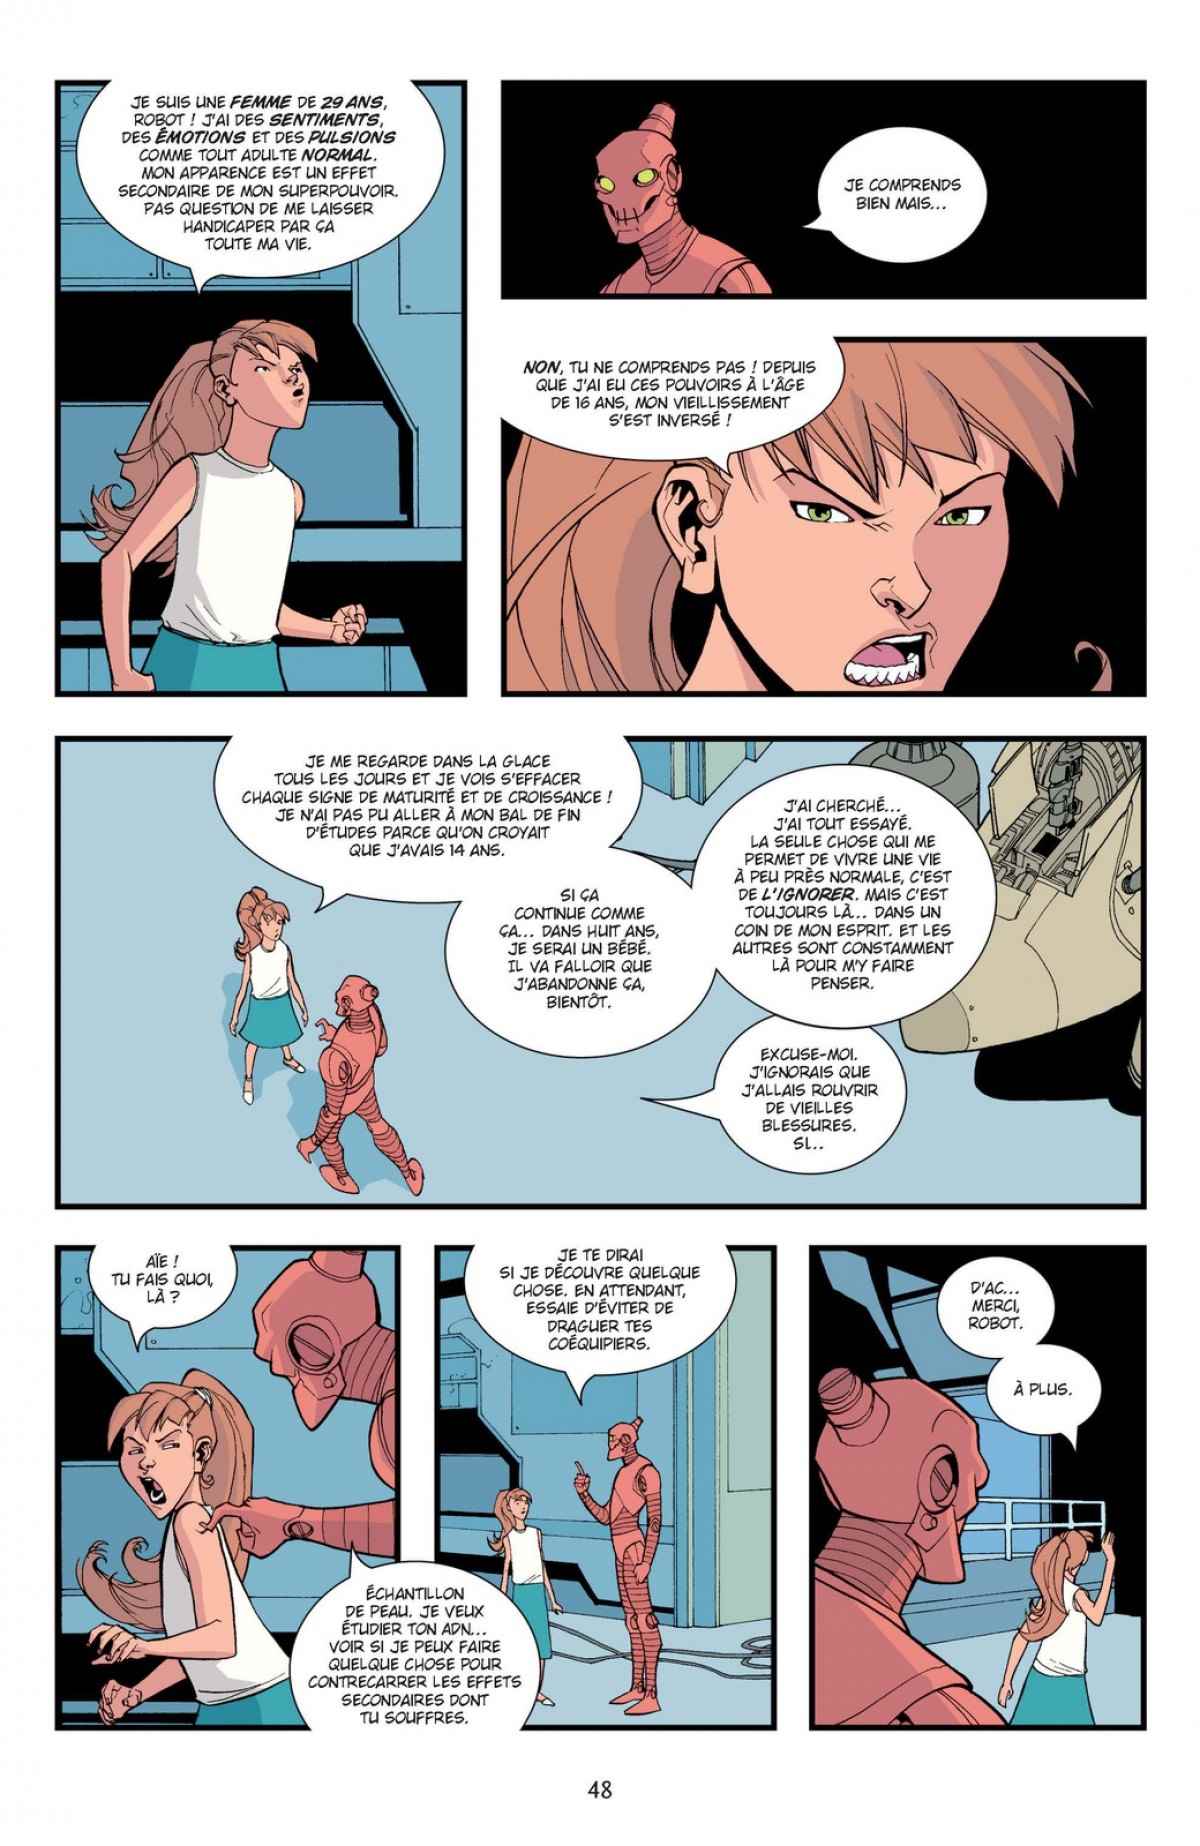 JE SUIS UNE FEMME DE 29 ANS,
ROBOT ! J'AI DES SENTIMENTS,
DES ÉMOTIONS ET DES PULSIONS
COMME TOUT ADULTE NORMAL.
MON APPARENCE EST UN EFFET
SECONDAIRE DE MON SUPERPOUVOIR.
PAS QUESTION DE ME LAISSER
HANDICAPER PAR ÇA
TOUTE MA VIE.
JE COMPRENDS
BIEN MAIS...
NON, TU NE COMPRENDS PAS ! DEPUIS
QUE J'AI EU CES POUVOIRS À L'ÂGE
DE 16 ANS, MON VIEILLISSEMENT
S'EST INVERSÉ !
JE ME REGARDE DANS LA GLACE
TOUS LES JOURS ET JE VOIS S'EFFACER
CHAQUE SIGNE DE MATURITÉ ET DE CROISSANCE !
JE N'AI PAS PU ALLER À MON BAL DE FIN
D'ÉTUDES PARCE QU'ON CROYAIT
QUE J'AVAIS 14 ANS.
SI ÇA
CONTINUE COMME
ÇA... DANS HUIT ANS,
JE SERAI UN BÉBÉ.
IL VA FALLOIR QUE
J'ABANDONNE ÇA,
BIENTÔT.
J'AI CHERCHÉ...
J'AI TOUT ESSAYÉ.
LA SEULE CHOSE QUI ME
PERMET DE VIVRE UNE VIE
À PEU PRÈS NORMALE, C'EST
DE L'IGNORER. MAIS C'EST
TOUJOURS LÀ... DANS UN
COIN DE MON ESPRIT. ET LES
AUTRES SONT CONSTAMMENT
LÀ POUR M'Y FAIRE
PENSER.
EXCUSE-MOI.
J'IGNORAIS QUE
J'ALLAIS ROUVRIR
DE VIEILLES
BLESSURES.
SI..
AÏE !
TU FAIS QUOI,
LÀ ?
ÉCHANTILLON
DE PEAU. JE VEUX
ÉTUDIER TON ADN...
VOIR SI JE PEUX FAIRE
QUELQUE CHOSE POUR
CONTRECARRER LES EFFETS
SECONDAIRES DONT
TU SOUFFRES.
JE TE DIRAI
SI JE DÉCOUVRE QUELQUE
CHOSE. EN ATTENDANT,
ESSAIE D'ÉVITER DE
DRAGUER TES
COÉQUIPIERS.
D'AC...
MERCI,
ROBOT.
À PLUS.
48